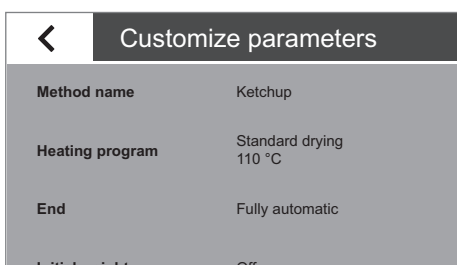 Customize parameters
Method name Ketchup
Heating program Standard drying
110 °C
End Fully automatic